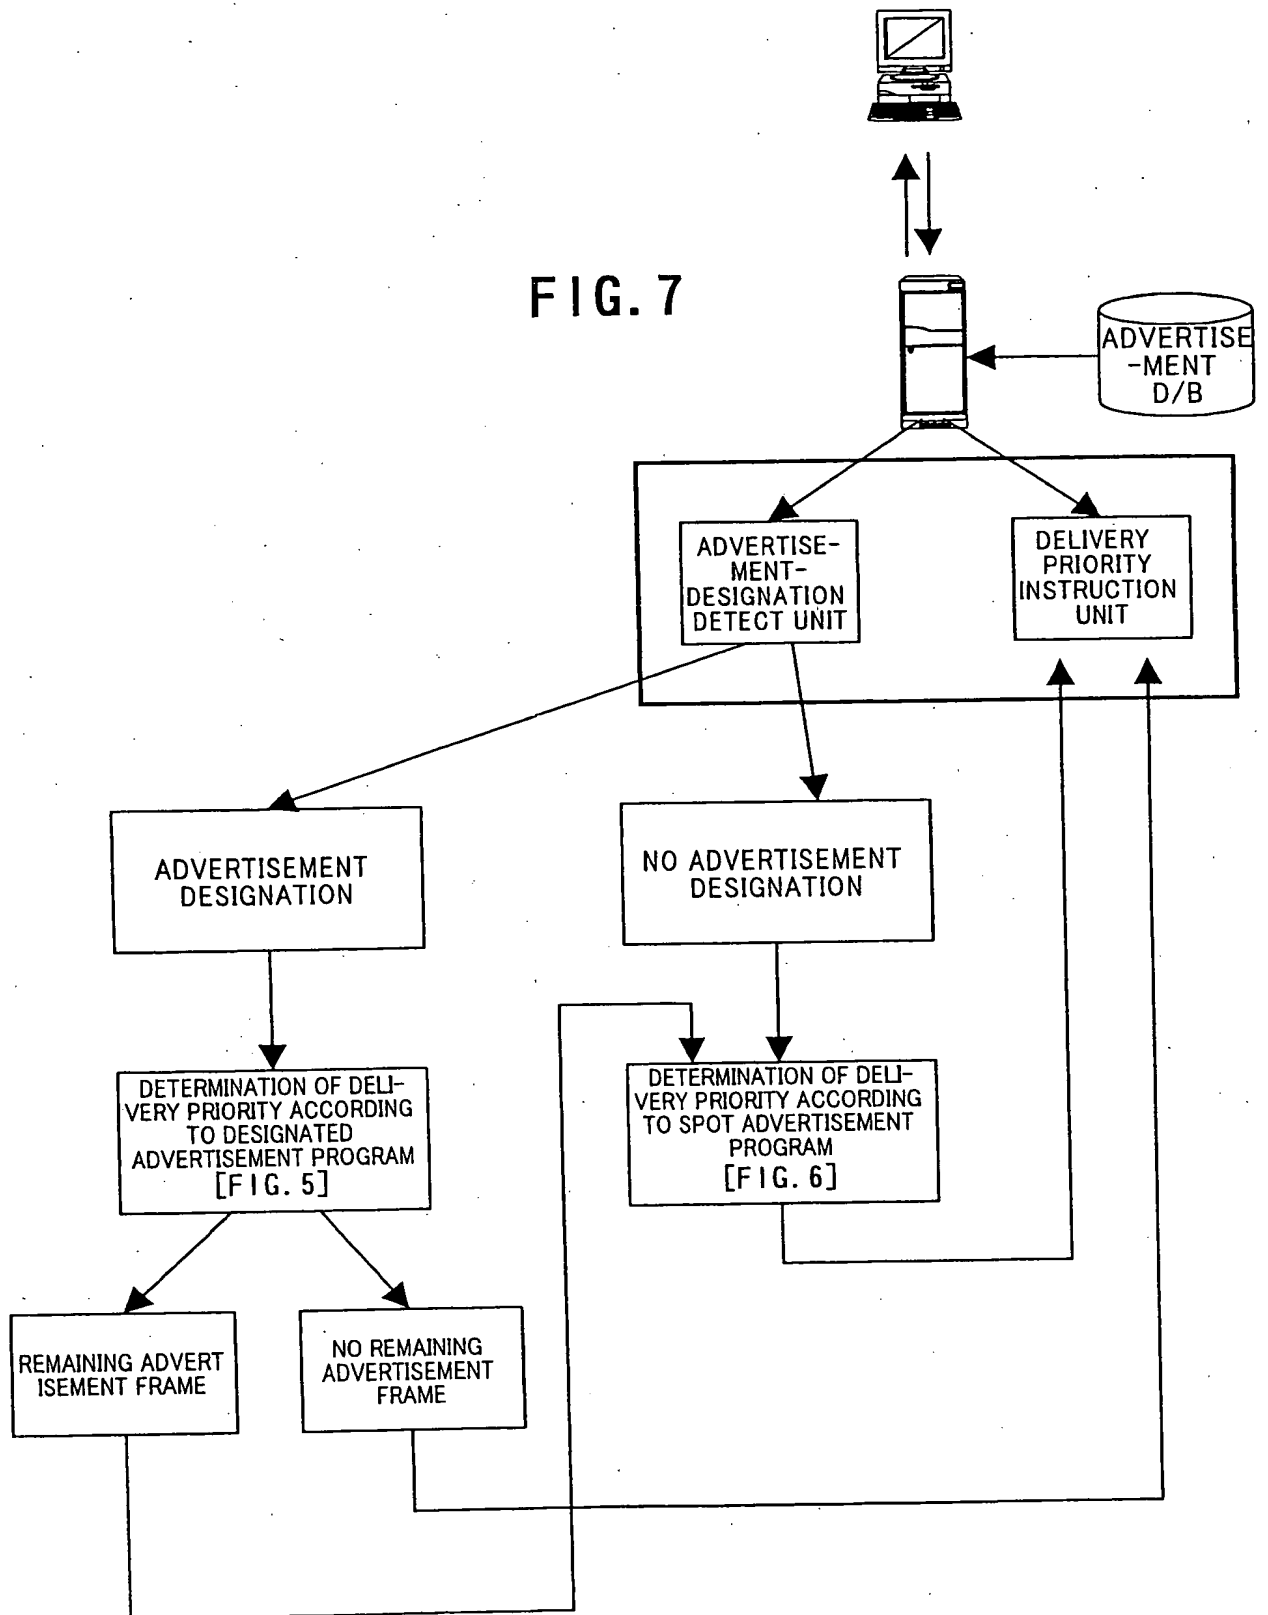 FIG. 7
ADVERTISE
-MENT
D/B
ADVERTISE-
MENT-
DESIGNATION
DETECT UNIT
DELIVERY
PRIORITY
INSTRUCTION
UNIT
ADVERTISEMENT
DESIGNATION
NO ADVERTISEMENT
DESIGNATION
DETERMINATION OF DELI-
VERY PRIORITY ACCORDING
TO DESIGNATED
ADVERTISEMENT PROGRAM
[FIG. 5]
DETERMINATION OF DELI-
VERY PRIORITY ACCORDING
TO SPOT ADVERTISEMENT
PROGRAM
[FIG. 6]
REMAINING ADVERT
ISEMENT FRAME
NO REMAINING
ADVERTISEMENT
FRAME